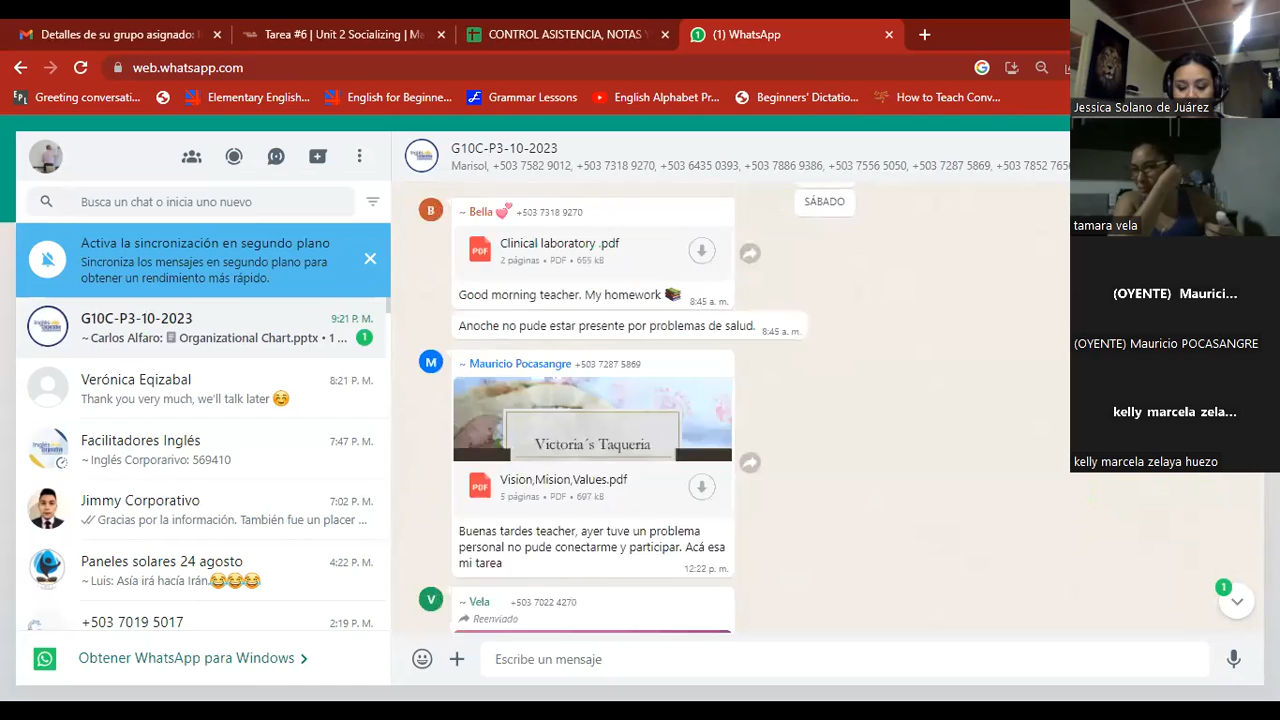 Detalles de su grupo asignado:
Tarea #6 | Unit 2 Socializing | Ma
CONTROL ASISTENCIA, NOTAS Y
(1) WhatsApp
web.whatsapp.com
Greeting conversati...
Elementary English...
English for Beginne...
Grammar Lessons
English Alphabet Pr...
Beginners' Dictatio...
How to Teach Conv...
G10C-P3-10-2023
Marisol, +503 7582 9012, +503 7318 9270, +503 6435 0393, +503 7886 9386, +503 7556 5050, +503 7287 5869, +503 7852 765
Busca un chat o inicia uno nuevo
Activa la sincronización en segundo plano
Sincroniza los mensajes en segundo plano para
obtener un rendimiento más rápido.
G10C-P3-10-2023
9:21 P. M.
~ Carlos Alfaro: Organizational Chart.pptx • 1 ...
1
Verónica Eqizabal
8:21 P. M.
Thank you very much, we'll talk later 😊
Facilitadores Inglés
7:47 P. M.
~ Inglés Corporarivo: 569410
Jimmy Corporativo
7:02 P. M.
Gracias por la información. También fue un placer ...
Paneles solares 24 agosto
4:22 P. M.
~ Luis: Asía irá hacía Irán.😂😂😂
+503 7019 5017
2:19 P. M.
Obtener WhatsApp para Windows
SÁBADO
B
~ Bella 💕 +503 7318 9270
PDF
Clinical laboratory .pdf
2 páginas • PDF • 659 kB
Good morning teacher. My homework 📚
8:45 a. m.
Anoche no pude estar presente por problemas de salud.
8:45 a. m.
M
~ Mauricio Pocasangre +503 7287 5869
Victoria´s Taqueria
PDF
Vision,Mision,Values.pdf
5 páginas • PDF • 697 kB
Buenas tardes teacher, ayer tuve un problema
personal no pude conectarme y participar. Acá esa
mi tarea
12:22 p. m.
V
~ Vela +503 7022 4270
Reenviado
1
Escribe un mensaje
Jessica Solano de Juárez
tamara vela
(OYENTE) Maurici...
(OYENTE) Mauricio POCASANGRE
kelly marcela zela...
kelly marcela zelaya huezo